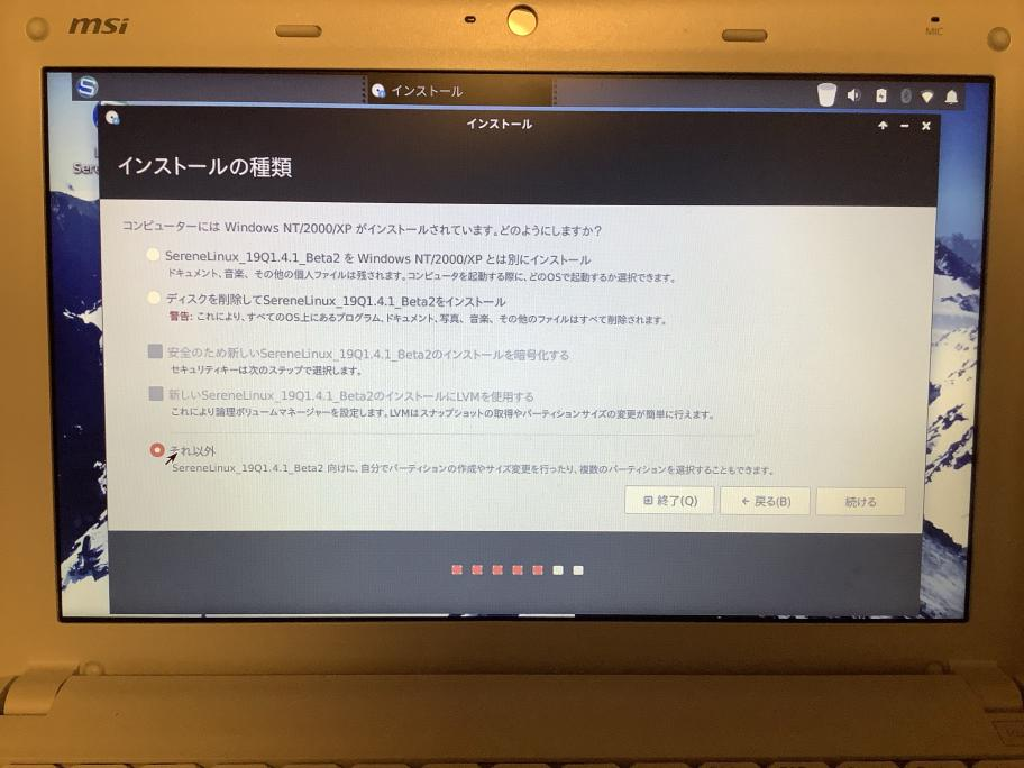 msi
MIC
インストール
インストール
インストールの種類
コンピューターには Windows NT/2000/XP がインストールされています。どのようにしますか？
SereneLinux_19Q1.4.1_Beta2 を Windows NT/2000/XP とは別にインストール
ドキュメント、音楽、その他の個人ファイルは残されます。コンピュータを起動する際に、どのOSで起動するか選択できます。
ディスクを削除してSereneLinux_19Q1.4.1_Beta2をインストール
警告: これにより、すべてのOS上にあるプログラム、ドキュメント、写真、音楽、その他のファイルはすべて削除されます。
安全のため新しいSereneLinux_19Q1.4.1_Beta2のインストールを暗号化する
セキュリティキーは次のステップで選択します。
新しいSereneLinux_19Q1.4.1_Beta2のインストールにLVMを使用する
これにより論理ボリュームマネージャーを設定します。LVMはスナップショットの取得やパーティションサイズの変更が簡単に行えます。
それ以外
SereneLinux_19Q1.4.1_Beta2 向けに、自分でパーティションの作成やサイズ変更を行ったり、複数のパーティションを選択することもできます。
終了(Q) 戻る(B) 続ける